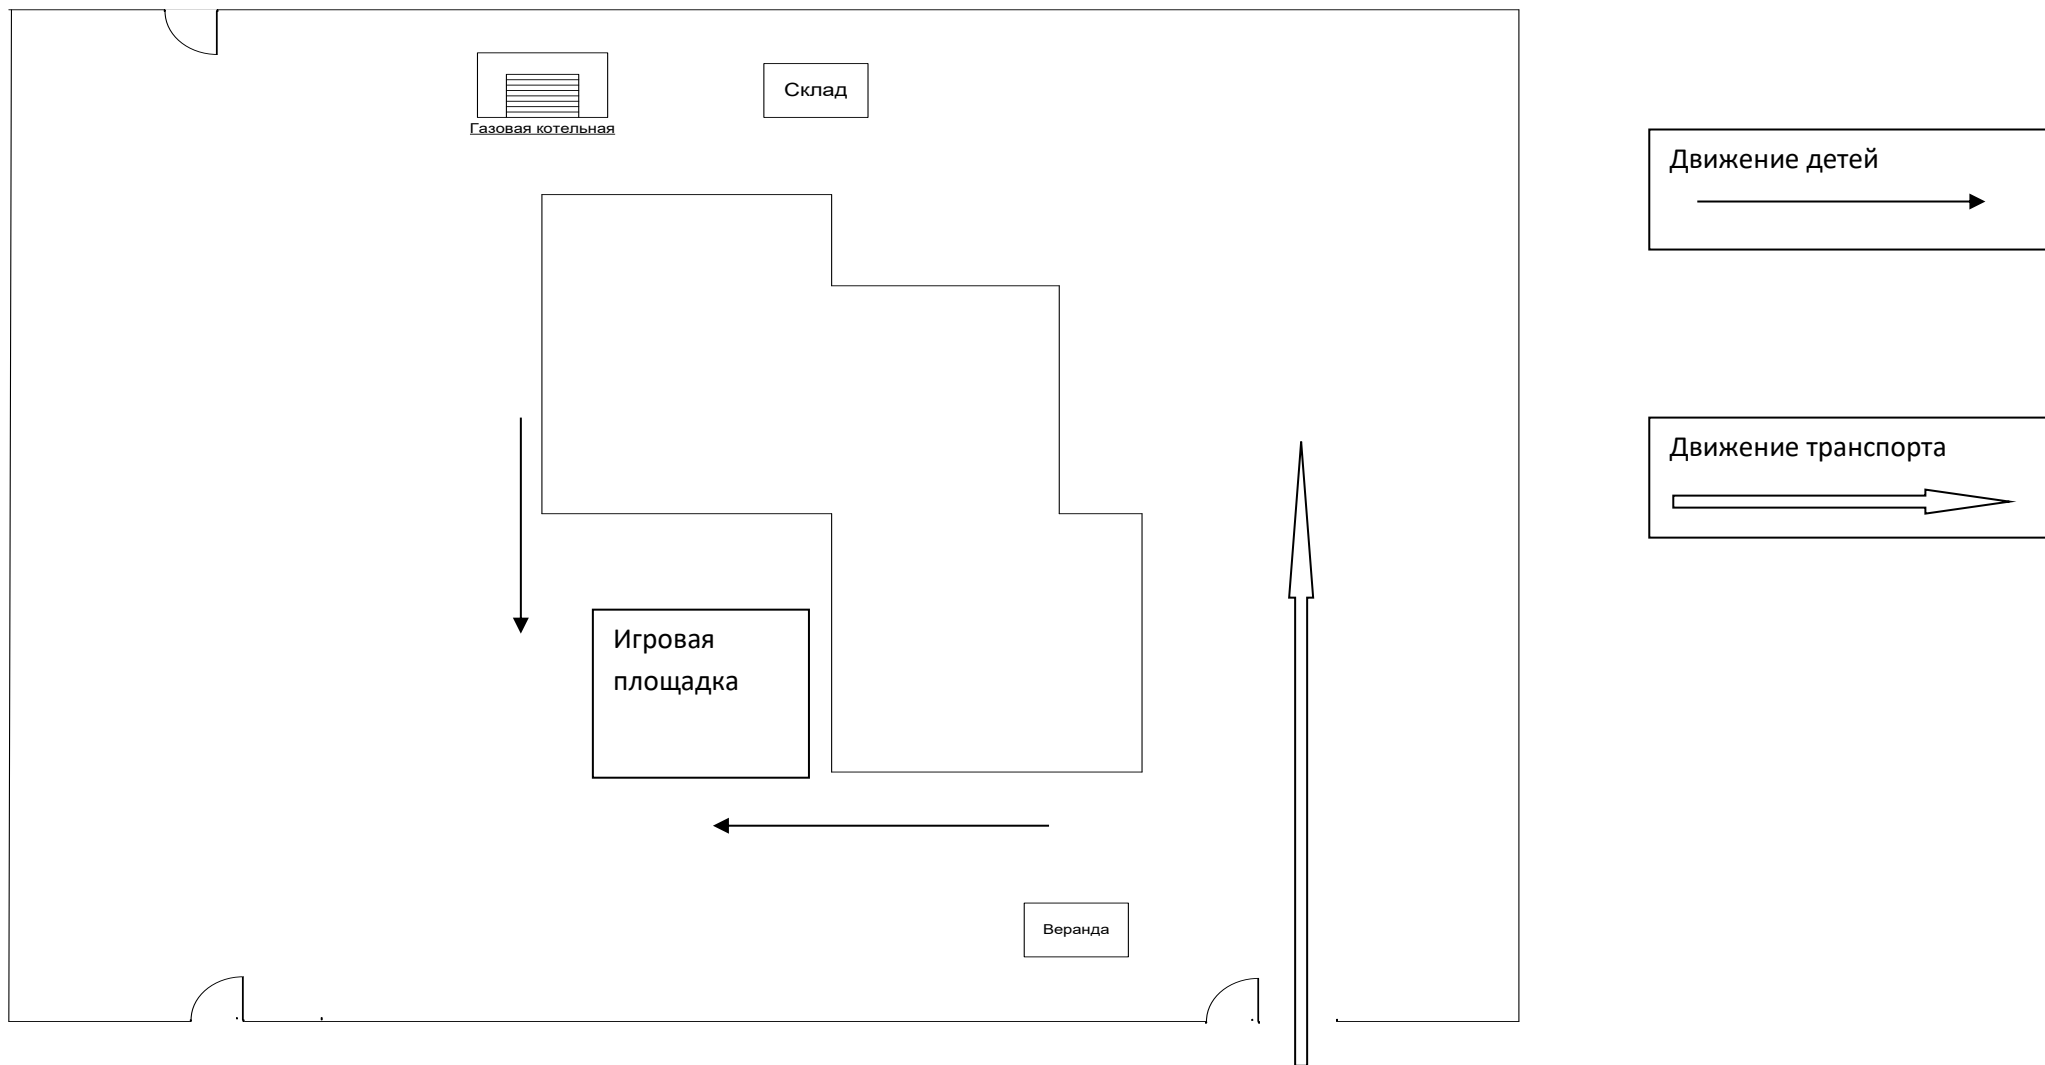 Склад
Газовая котельная
Движение детей
Движение транспорта
Игровая
площадка
Веранда